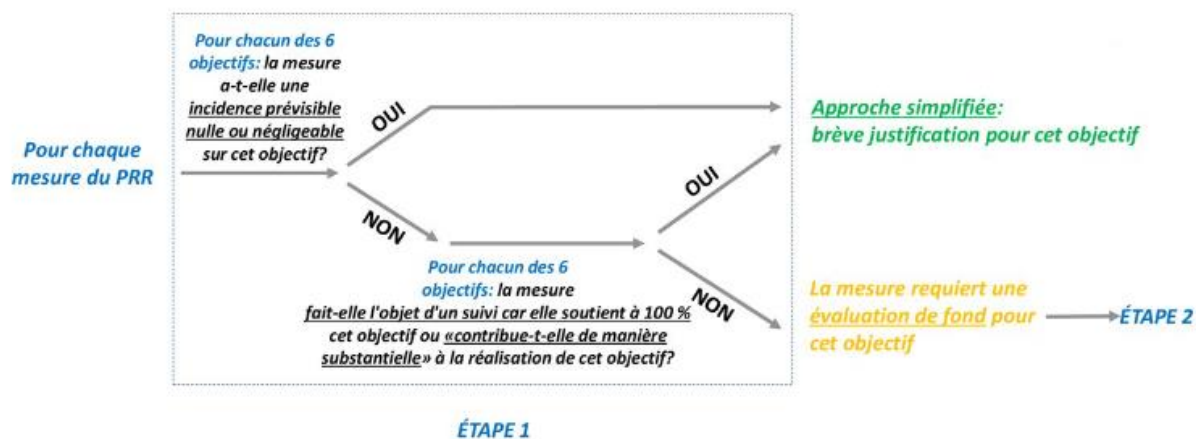 Pour chaque
mesure du PRR
Pour chacun des 6
objectifs: la mesure
a-t-elle une
incidence prévisible
nulle ou négligeable
sur cet objectif?
OUI
NON
Pour chacun des 6
objectifs: la mesure
fait-elle l'objet d'un suivi car elle soutient à 100 %
cet objectif ou «contribue-t-elle de manière
substantielle» à la réalisation de cet objectif?
OUI
NON
Approche simplifiée:
brève justification pour cet objectif
La mesure requiert une
évaluation de fond pour
cet objectif
ÉTAPE 2
ÉTAPE 1